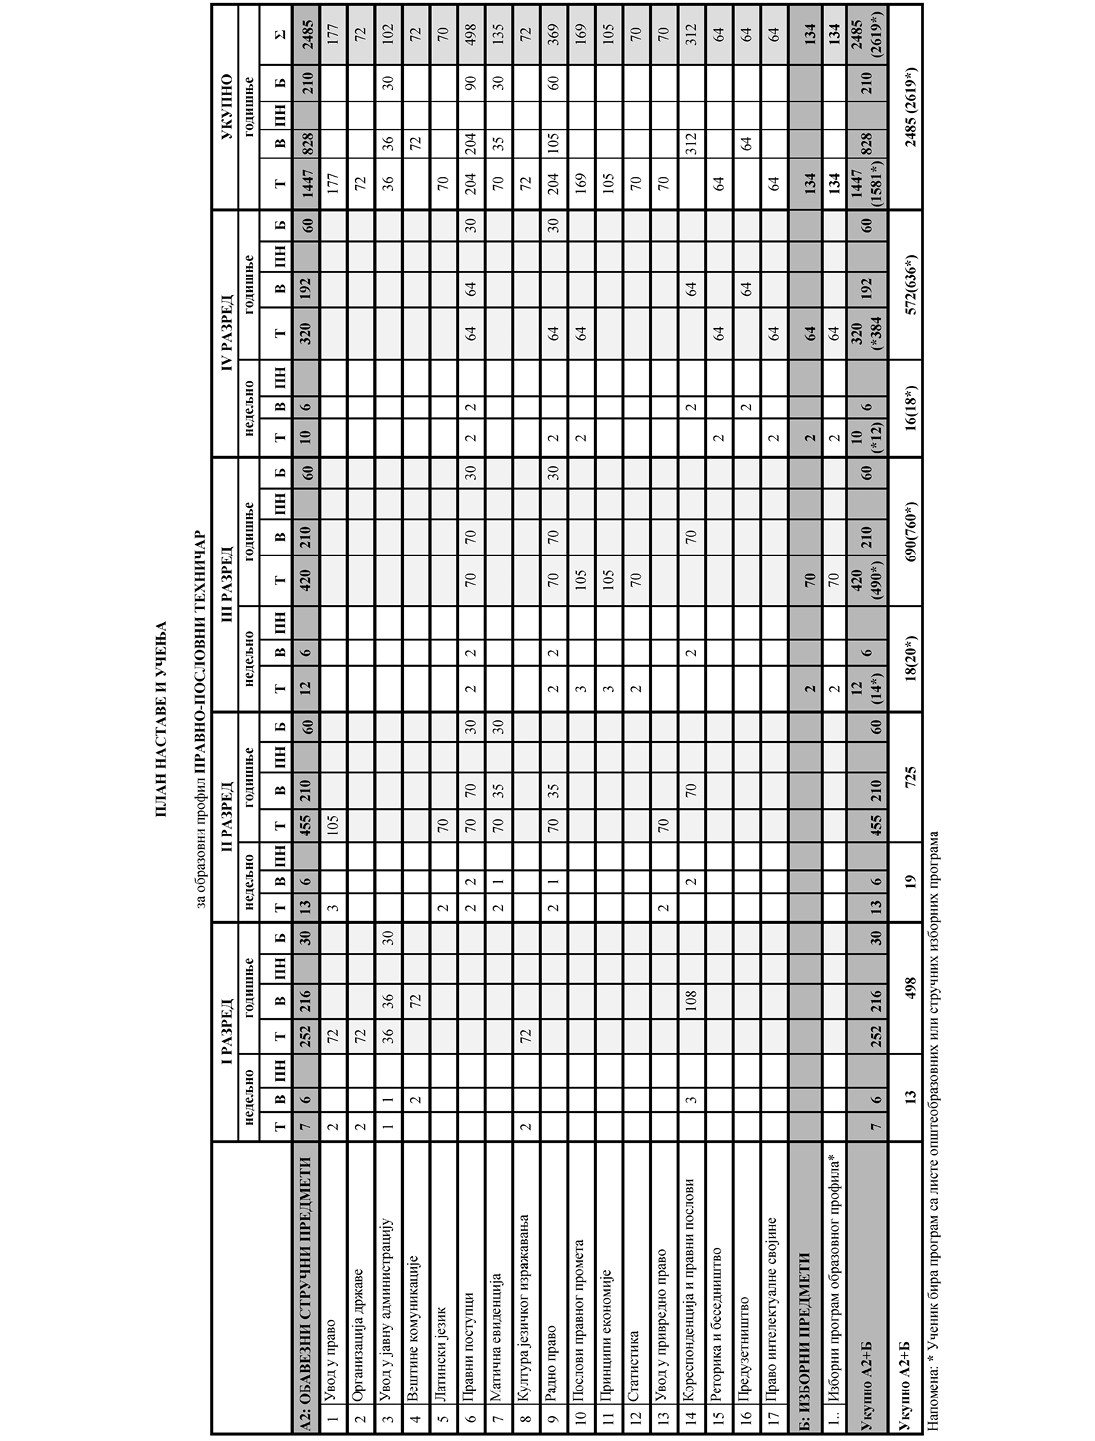 ПЛАН НАСТАВЕ И УЧЕЊА
за образовни профил ПРАВНО-ПОСЛОВНИ ТЕХНИЧАР
I РАЗРЕД II РАЗРЕД III РАЗРЕД IV РАЗРЕД УКУПНО
недељно годишње недељно годишње недељно годишње недељно годишње годишње
Т В ПН Т В ПН Б Т В ПН Т В ПН Б Т В ПН Т В ПН Б Т В ПН Т В ПН Б Т В ПН Б Σ
А2: ОБАВЕЗНИ СТРУЧНИ ПРЕДМЕТИ 7 6 252 216 30 13 6 455 210 60 12 6 420 210 60 10 6 320 192 60 1447 828 210 2485
1 Увод у право 2 72 3 105 177 177
2 Организација државе 2 72 72 72
3 Увод у јавну администрацију 1 1 36 36 30 36 36 30 102
4 Вештине комуникације 2 72 72 72
5 Латински језик 2 70 70 70
6 Правни поступци 2 2 70 70 30 2 2 70 70 30 2 2 64 64 30 204 204 90 498
7 Матична евиденција 2 1 70 35 30 70 35 30 135
8 Култура језичког изражавања 2 72 72 72
9 Радно право 2 1 70 35 2 2 70 70 30 2 64 30 204 105 60 369
10 Послови правног промета 3 105 2 64 169 169
11 Принципи економије 3 105 105 105
12 Статистика 2 70 70 70
13 Увод у привредно право 2 70 70 70
14 Кореспонденција и правни послови 3 108 2 70 2 70 2 64 312 312
15 Реторика и беседништво 2 64 64 64
16 Предузетништво 2 64 64 64
17 Право интелектуалне својине 2 64 64 64
Б: ИЗБОРНИ ПРЕДМЕТИ 2 70 2 64 134 134
1.. Изборни програм образовног профила* 2 70 2 64 134 134
Укупно А2+Б 7 6 252 216 30 13 6 455 210 60 12 (14*) 6 420 (490*) 210 60 10 (*12) 6 320 (*384 192 60 1447 (1581*) 828 210 2485 (2619*)
Укупно А2+Б 13 498 19 725 18(20*) 690(760*) 16(18*) 572(636*) 2485 (2619*)
Напомена: * Ученик бира програм са листе општеобразовних или стручних изборних програма